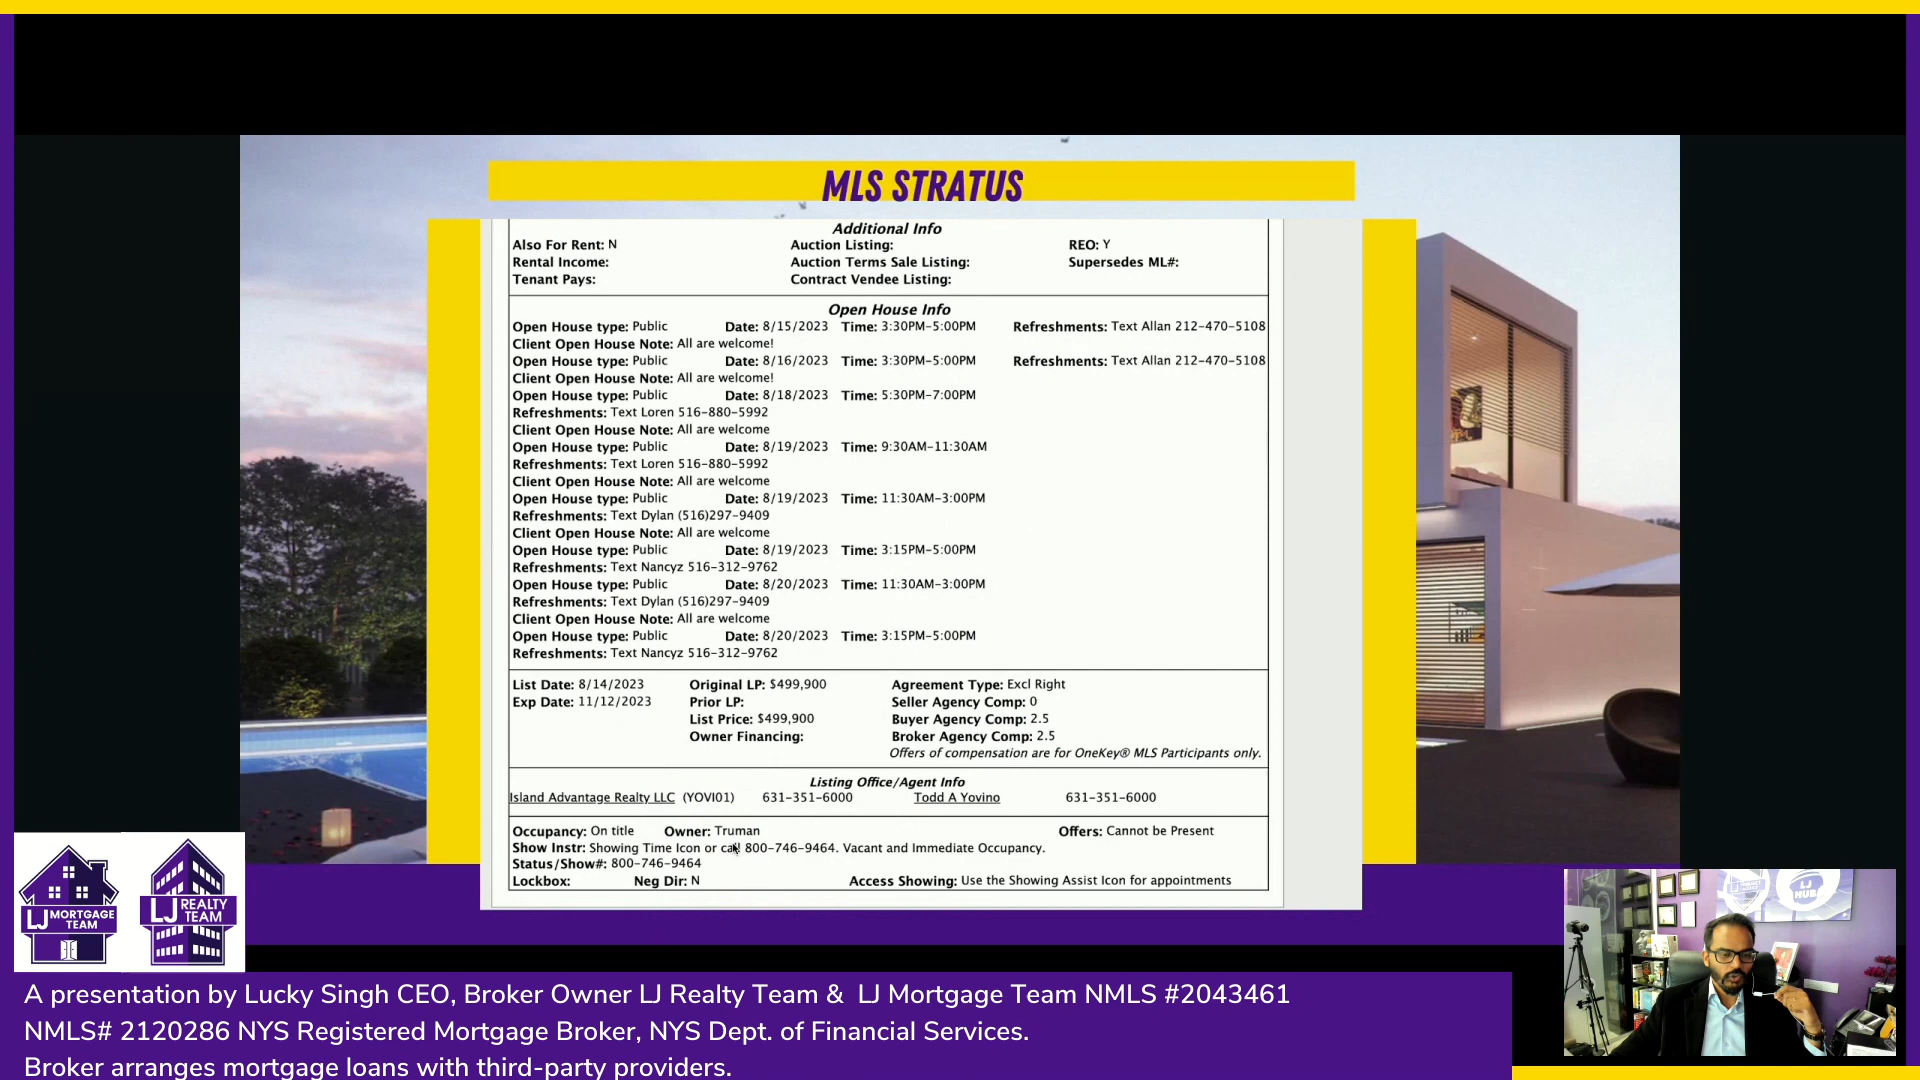 MLS STRATUS
Additional Info
Also For Rent: N Auction Listing: REO: Y
Rental Income: Auction Terms Sale Listing: Supersedes ML#:
Tenant Pays: Contract Vendee Listing:
Open House Info
Open House type: Public Date: 8/15/2023 Time: 3:30PM-5:00PM Refreshments: Text Allan 212-470-5108
Client Open House Note: All are welcome!
Open House type: Public Date: 8/16/2023 Time: 3:30PM-5:00PM Refreshments: Text Allan 212-470-5108
Client Open House Note: All are welcome!
Open House type: Public Date: 8/18/2023 Time: 5:30PM-7:00PM
Refreshments: Text Loren 516-880-5992
Client Open House Note: All are welcome
Open House type: Public Date: 8/19/2023 Time: 9:30AM-11:30AM
Refreshments: Text Loren 516-880-5992
Client Open House Note: All are welcome
Open House type: Public Date: 8/19/2023 Time: 11:30AM-3:00PM
Refreshments: Text Dylan (516)297-9409
Client Open House Note: All are welcome
Open House type: Public Date: 8/19/2023 Time: 3:15PM-5:00PM
Refreshments: Text Nancyz 516-312-9762
Open House type: Public Date: 8/20/2023 Time: 11:30AM-3:00PM
Refreshments: Text Dylan (516)297-9409
Client Open House Note: All are welcome
Open House type: Public Date: 8/20/2023 Time: 3:15PM-5:00PM
Refreshments: Text Nancyz 516-312-9762
List Date: 8/14/2023 Original LP: $499,900 Agreement Type: Excl Right
Exp Date: 11/12/2023 Prior LP: Seller Agency Comp: 0
List Price: $499,900 Buyer Agency Comp: 2.5
Owner Financing: Broker Agency Comp: 2.5
Offers of compensation are for OneKey® MLS Participants only.
Listing Office/Agent Info
Island Advantage Realty LLC (YOVI01) 631-351-6000 Todd A Yovino 631-351-6000
Occupancy: On title Owner: Truman Offers: Cannot be Present
Show Instr: Showing Time Icon or call 800-746-9464. Vacant and Immediate Occupancy.
Status/Show#: 800-746-9464
Lockbox: Neg Dir: N Access Showing: Use the Showing Assist Icon for appointments
LJ MORTGAGE TEAM
LJ REALTY TEAM
LJ HUB
A presentation by Lucky Singh CEO, Broker Owner LJ Realty Team & LJ Mortgage Team NMLS #2043461
NMLS# 2120286 NYS Registered Mortgage Broker, NYS Dept. of Financial Services.
Broker arranges mortgage loans with third-party providers.